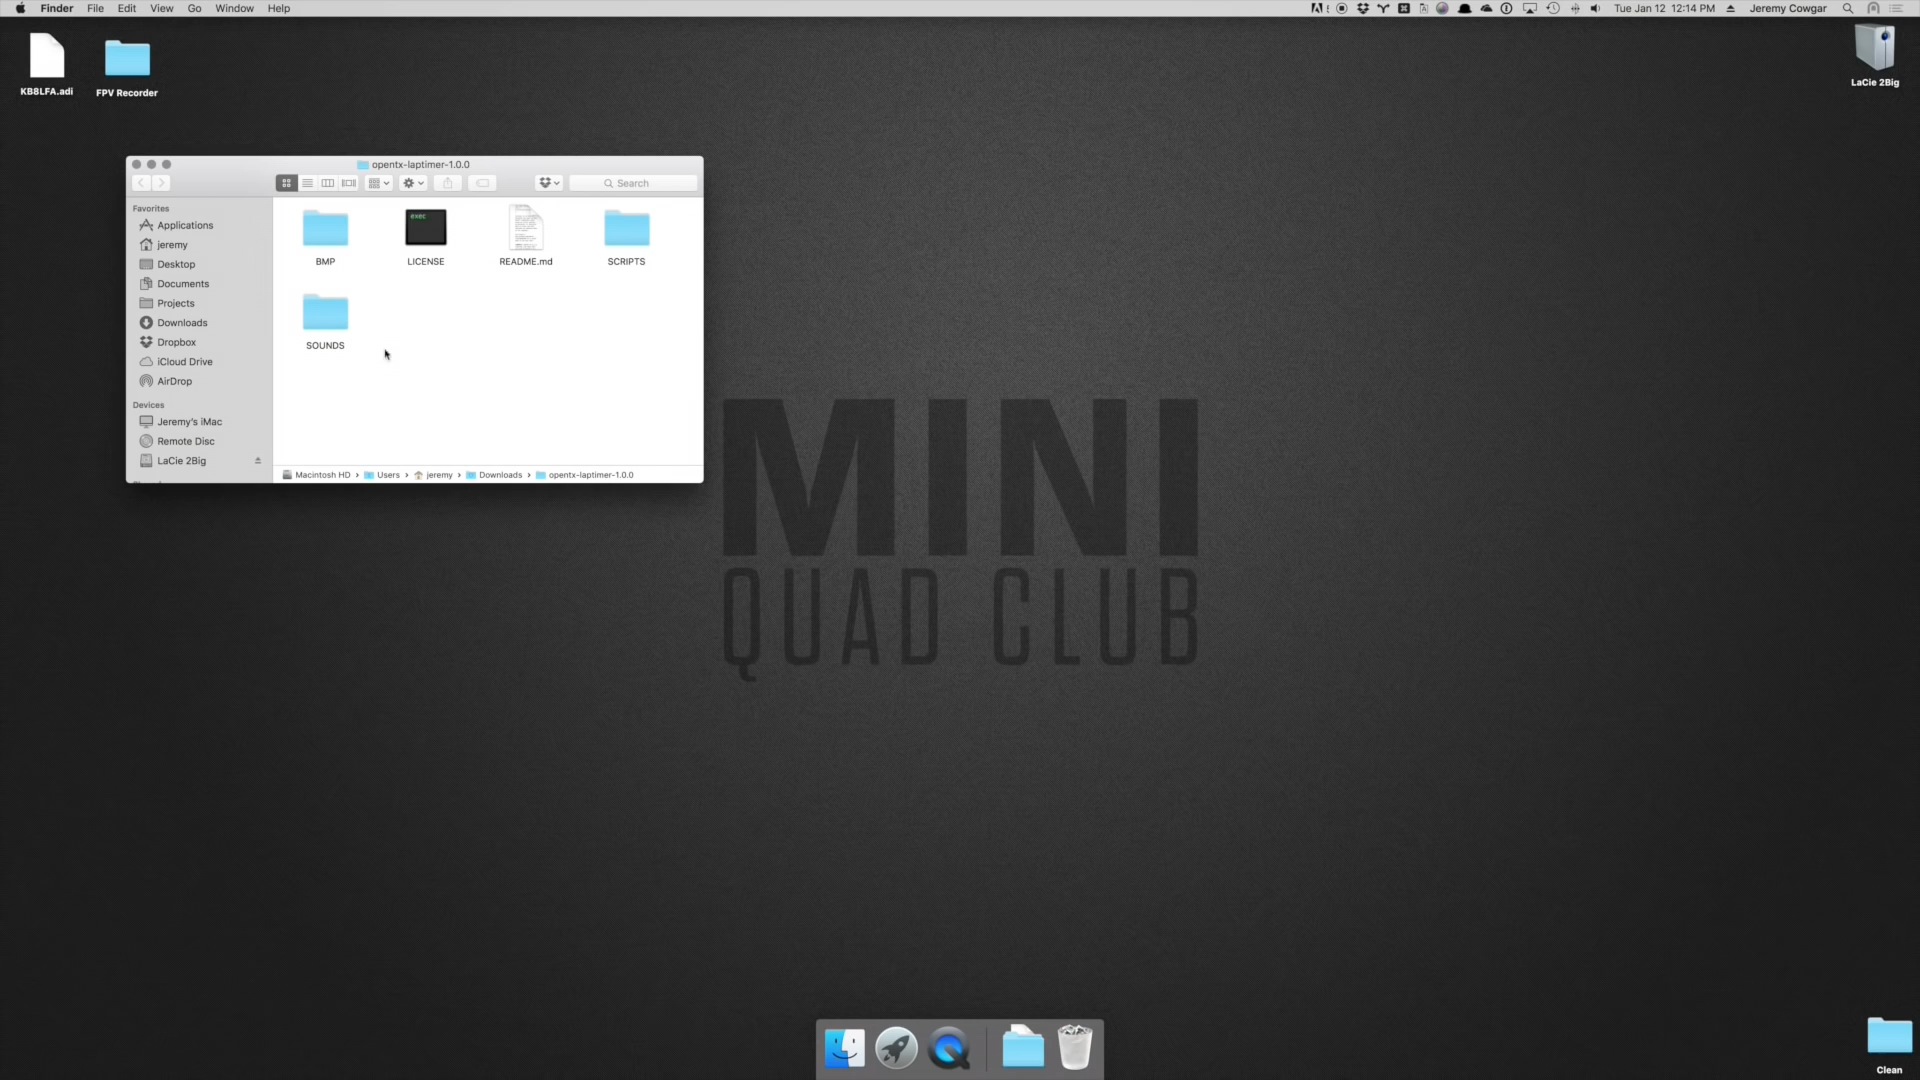 Finder File Edit View Go Window Help
Tue Jan 12 12:14 PM Jeremy Cowgar
KB8LFA.adi
FPV Recorder
LaCie 2Big
opentx-laptimer-1.0.0
Search
Favorites
Applications
jeremy
Desktop
Documents
Projects
Downloads
Dropbox
iCloud Drive
AirDrop
Devices
Jeremy's iMac
Remote Disc
LaCie 2Big
exec
BMP LICENSE README.md SCRIPTS
SOUNDS
Macintosh HD › Users › jeremy › Downloads › opentx-laptimer-1.0.0
MINI
QUAD CLUB
Clean